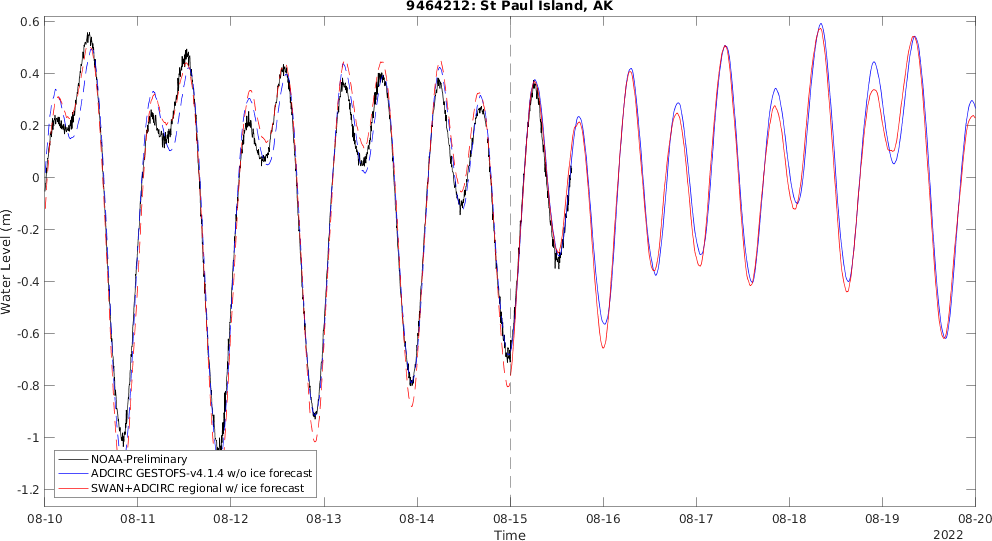 9464212: St Paul Island, AK
0.6
0.4
0.2
0
-0.2
-0.4
-0.6
-0.8
-1
-1.2
Water Level (m)
NOAA-Preliminary
ADCIRC GESTOFS-v4.1.4 w/o ice forecast
SWAN+ADCIRC regional w/ ice forecast
08-10 08-11 08-12 08-13 08-14 08-15 08-16 08-17 08-18 08-19 08-20
Time
2022